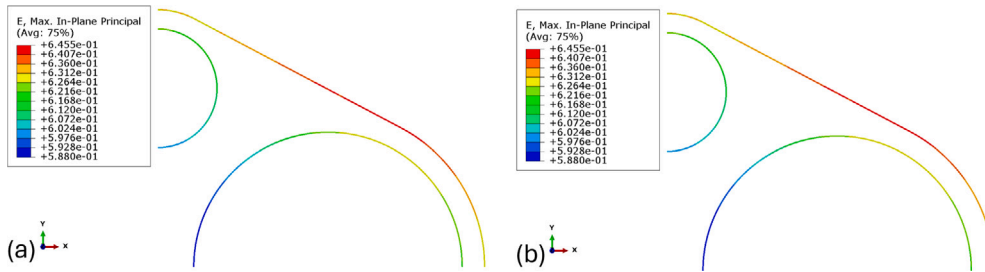 E, Max. In-Plane Principal
(Avg: 75%)
+6.455e-01
+6.407e-01
+6.360e-01
+6.312e-01
+6.264e-01
+6.216e-01
+6.168e-01
+6.120e-01
+6.072e-01
+6.024e-01
+5.976e-01
+5.928e-01
+5.880e-01
Y
X
(a)
E, Max. In-Plane Principal
(Avg: 75%)
+6.455e-01
+6.407e-01
+6.360e-01
+6.312e-01
+6.264e-01
+6.216e-01
+6.168e-01
+6.120e-01
+6.072e-01
+6.024e-01
+5.976e-01
+5.928e-01
+5.880e-01
Y
X
(b)